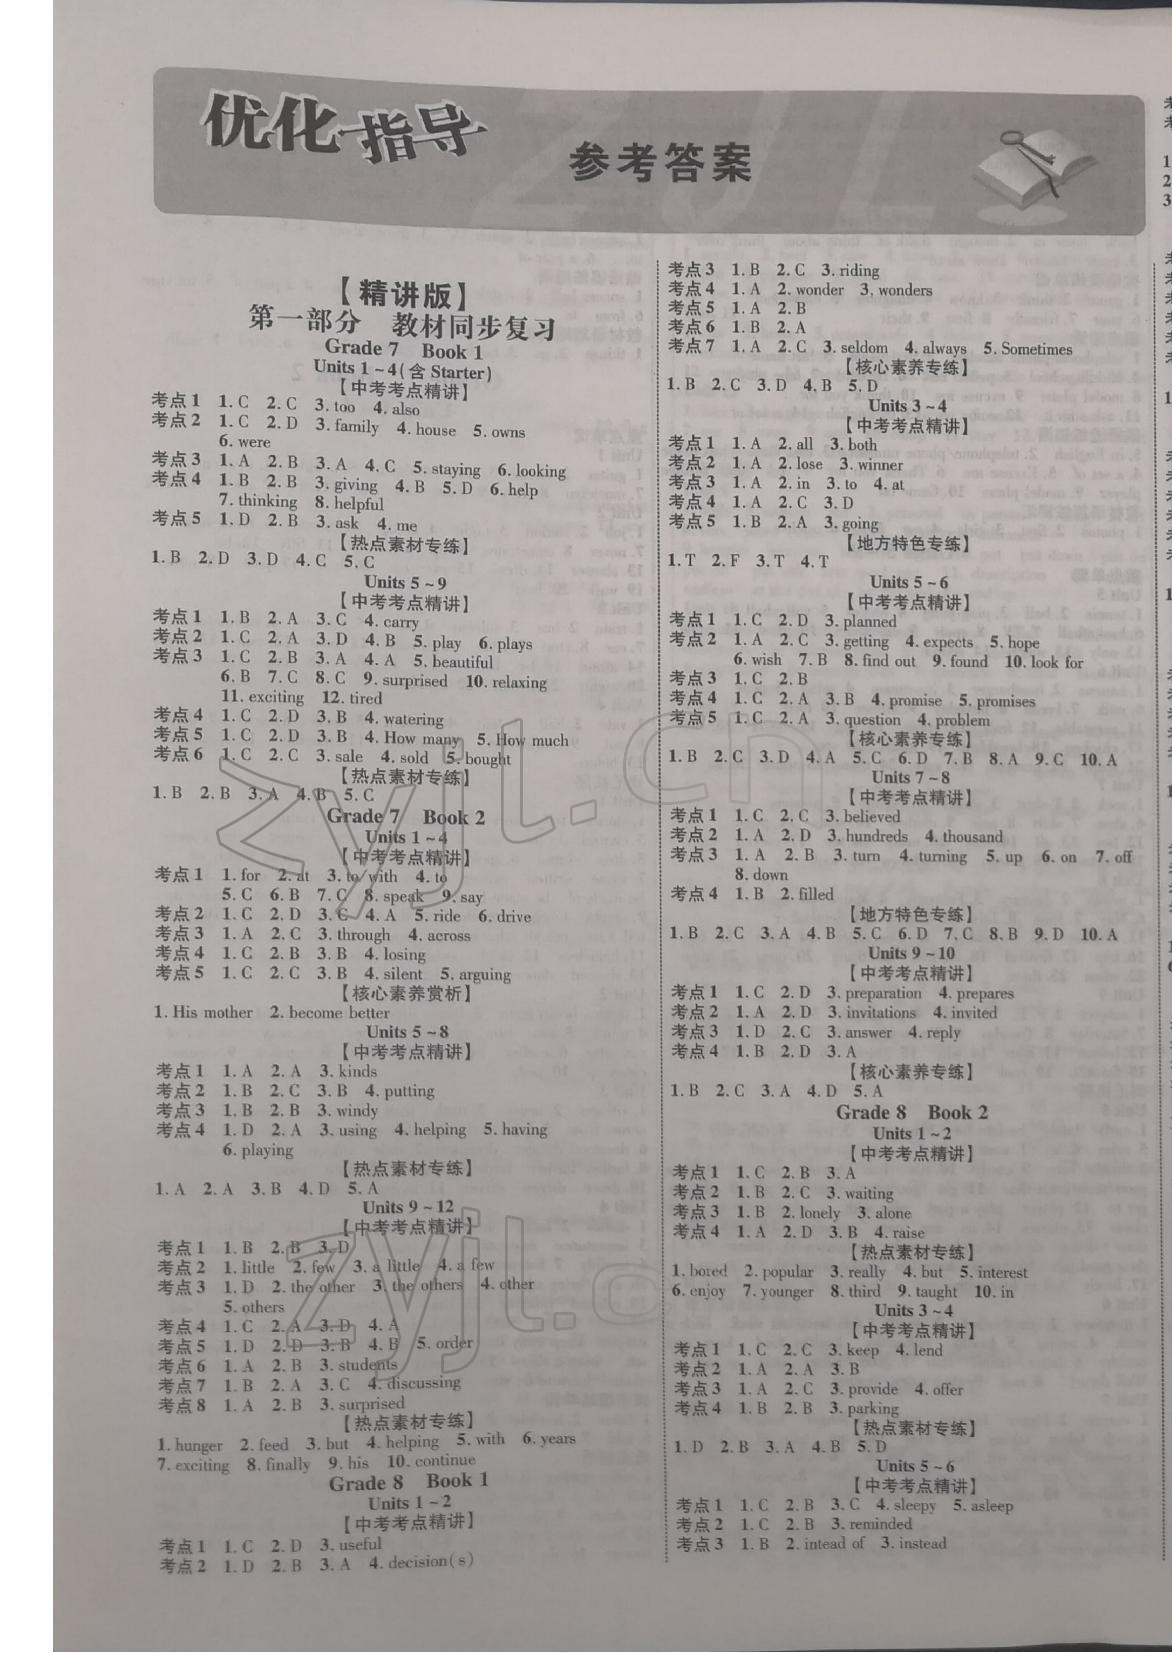 优化指导
参考答案
【精讲版】
第一部分 教材同步复习
Grade 7 Book 1
Units 1~4(含 Starter)
【中考考点精讲】
考点1 1. C 2. C 3. too 4. also
考点2 1. C 2. D 3. family 4. house 5. owns
6. were
考点3 1. A 2. B 3. A 4. C 5. staying 6. looking
考点4 1. B 2. B 3. giving 4. B 5. D 6. help
7. thinking 8. helpful
考点5 1. D 2. B 3. ask 4. me
【热点素材专练】
1. B 2. D 3. D 4. C 5. C
Units 5~9
【中考考点精讲】
考点1 1. B 2. A 3. C 4. carry
考点2 1. C 2. A 3. D 4. B 5. play 6. plays
考点3 1. C 2. B 3. A 4. A 5. beautiful
6. B 7. C 8. C 9. surprised 10. relaxing
11. exciting 12. tired
考点4 1. C 2. D 3. B 4. watering
考点5 1. C 2. D 3. B 4. How many 5. How much
考点6 1. C 2. C 3. sale 4. sold 5. bought
【热点素材专练】
1. B 2. B 3. A 4. B 5. C
Grade 7 Book 2
Units 1~4
【中考考点精讲】
考点1 1. for 2. at 3. to/with 4. to
5. C 6. B 7. C 8. speak 9. say
考点2 1. C 2. D 3. C 4. A 5. ride 6. drive
考点3 1. A 2. C 3. through 4. across
考点4 1. C 2. B 3. B 4. losing
考点5 1. C 2. C 3. B 4. silent 5. arguing
【核心素养赏析】
1. His mother 2. become better
Units 5~8
【中考考点精讲】
考点1 1. A 2. A 3. kinds
考点2 1. B 2. C 3. B 4. putting
考点3 1. B 2. B 3. windy
考点4 1. D 2. A 3. using 4. helping 5. having
6. playing
【热点素材专练】
1. A 2. A 3. B 4. D 5. A
Units 9~12
【中考考点精讲】
考点1 1. B 2. B 3. D
考点2 1. little 2. few 3. a little 4. a few
考点3 1. D 2. the other 3. the others 4. other
5. others
考点4 1. C 2. A 3. D 4. A
考点5 1. D 2. D 3. B 4. B 5. order
考点6 1. A 2. B 3. students
考点7 1. B 2. A 3. C 4. discussing
考点8 1. A 2. B 3. surprised
【热点素材专练】
1. hunger 2. feed 3. but 4. helping 5. with 6. years
7. exciting 8. finally 9. his 10. continue
Grade 8 Book 1
Units 1~2
【中考考点精讲】
考点1 1. C 2. D 3. useful
考点2 1. D 2. B 3. A 4. decision(s)
考点3 1. B 2. C 3. riding
考点4 1. A 2. wonder 3. wonders
考点5 1. A 2. B
考点6 1. B 2. A
考点7 1. A 2. C 3. seldom 4. always 5. Sometimes
【核心素养专练】
1. B 2. C 3. D 4. B 5. D
Units 3~4
【中考考点精讲】
考点1 1. A 2. all 3. both
考点2 1. A 2. lose 3. winner
考点3 1. A 2. in 3. to 4. at
考点4 1. A 2. C 3. D
考点5 1. B 2. A 3. going
【地方特色专练】
1. T 2. F 3. T 4. T
Units 5~6
【中考考点精讲】
考点1 1. C 2. D 3. planned
考点2 1. A 2. C 3. getting 4. expects 5. hope
6. wish 7. B 8. find out 9. found 10. look for
考点3 1. C 2. B
考点4 1. C 2. A 3. B 4. promise 5. promises
考点5 1. C 2. A 3. question 4. problem
【核心素养专练】
1. B 2. C 3. D 4. A 5. C 6. D 7. B 8. A 9. C 10. A
Units 7~8
【中考考点精讲】
考点1 1. C 2. C 3. believed
考点2 1. A 2. D 3. hundreds 4. thousand
考点3 1. A 2. B 3. turn 4. turning 5. up 6. on 7. off
8. down
考点4 1. B 2. filled
【地方特色专练】
1. B 2. C 3. A 4. B 5. C 6. D 7. C 8. B 9. D 10. A
Units 9~10
【中考考点精讲】
考点1 1. C 2. D 3. preparation 4. prepares
考点2 1. A 2. D 3. invitations 4. invited
考点3 1. D 2. C 3. answer 4. reply
考点4 1. B 2. D 3. A
【核心素养专练】
1. B 2. C 3. A 4. D 5. A
Grade 8 Book 2
Units 1~2
【中考考点精讲】
考点1 1. C 2. B 3. A
考点2 1. B 2. C 3. waiting
考点3 1. B 2. lonely 3. alone
考点4 1. A 2. D 3. B 4. raise
【热点素材专练】
1. bored 2. popular 3. really 4. but 5. interest
6. enjoy 7. younger 8. third 9. taught 10. in
Units 3~4
【中考考点精讲】
考点1 1. C 2. C 3. keep 4. lend
考点2 1. A 2. A 3. B
考点3 1. A 2. C 3. provide 4. offer
考点4 1. B 2. B 3. parking
【热点素材专练】
1. D 2. B 3. A 4. B 5. D
Units 5~6
【中考考点精讲】
考点1 1. C 2. B 3. C 4. sleepy 5. asleep
考点2 1. C 2. B 3. reminded
考点3 1. B 2. intead of 3. instead
zyjl.cn
zyjl.c